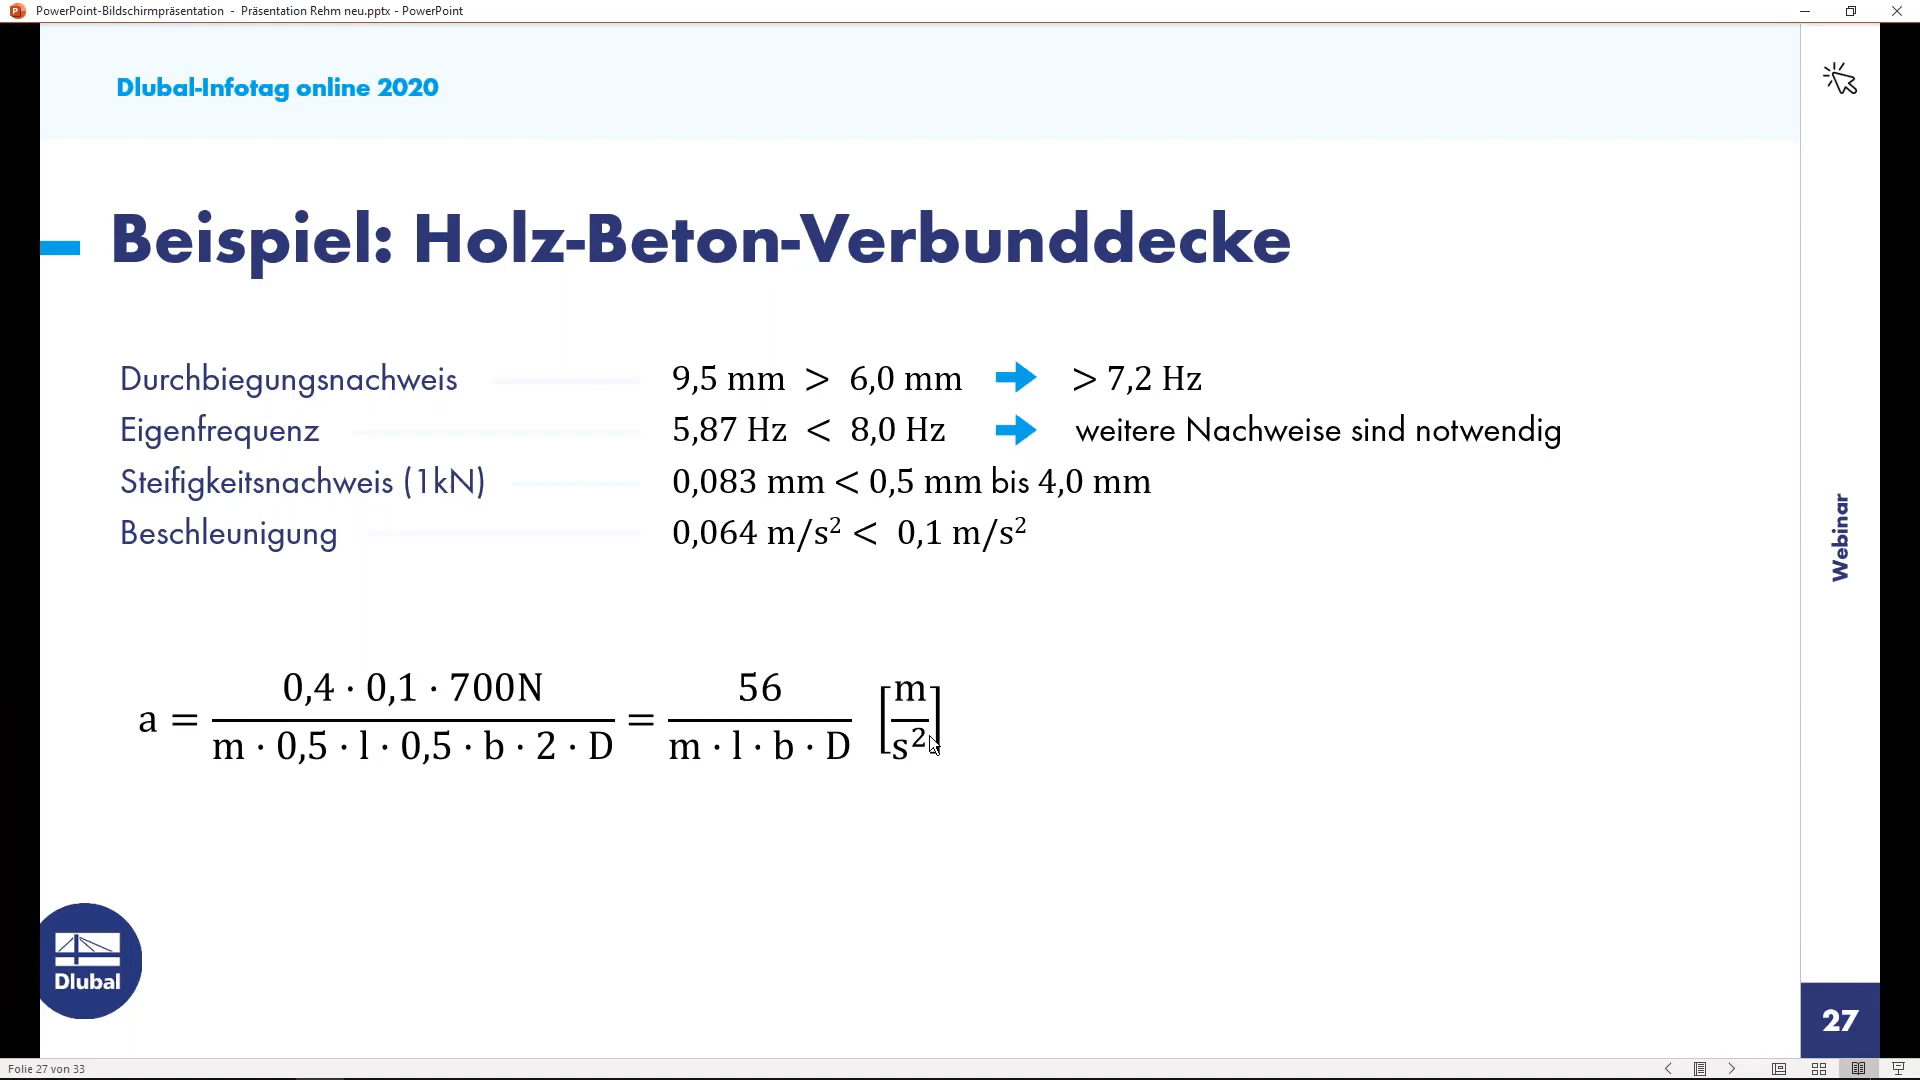 PowerPoint-Bildschirmpräsentation - Präsentation Rehm neu.pptx - PowerPoint
Dlubal-Infotag online 2020
Beispiel: Holz-Beton-Verbunddecke
Durchbiegungsnachweis 9,5 mm > 6,0 mm > 7,2 Hz
Eigenfrequenz 5,87 Hz < 8,0 Hz weitere Nachweise sind notwendig
Steifigkeitsnachweis (1kN) 0,083 mm < 0,5 mm bis 4,0 mm
Beschleunigung 0,064 m/s² < 0,1 m/s²
Webinar
0,4 · 0,1 · 700N 56 m
a = =
m · 0,5 · l · 0,5 · b · 2 · D m · l · b · D [s²]
Dlubal
27
Folie 27 von 33